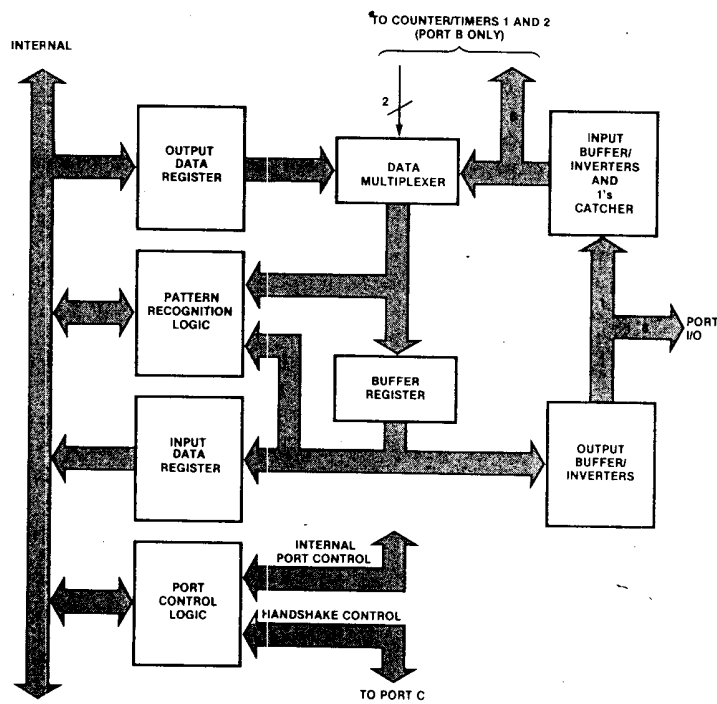 TO COUNTER/TIMERS 1 AND 2
(PORT B ONLY)
INTERNAL
2
OUTPUT
DATA
REGISTER
DATA
MULTIPLEXER
INPUT
BUFFER/
INVERTERS
AND
1's
CATCHER
PATTERN
RECOGNITION
LOGIC
PORT
I/O
BUFFER
REGISTER
INPUT
DATA
REGISTER
OUTPUT
BUFFER/
INVERTERS
INTERNAL
PORT CONTROL
PORT
CONTROL
LOGIC
HANDSHAKE CONTROL
TO PORT C